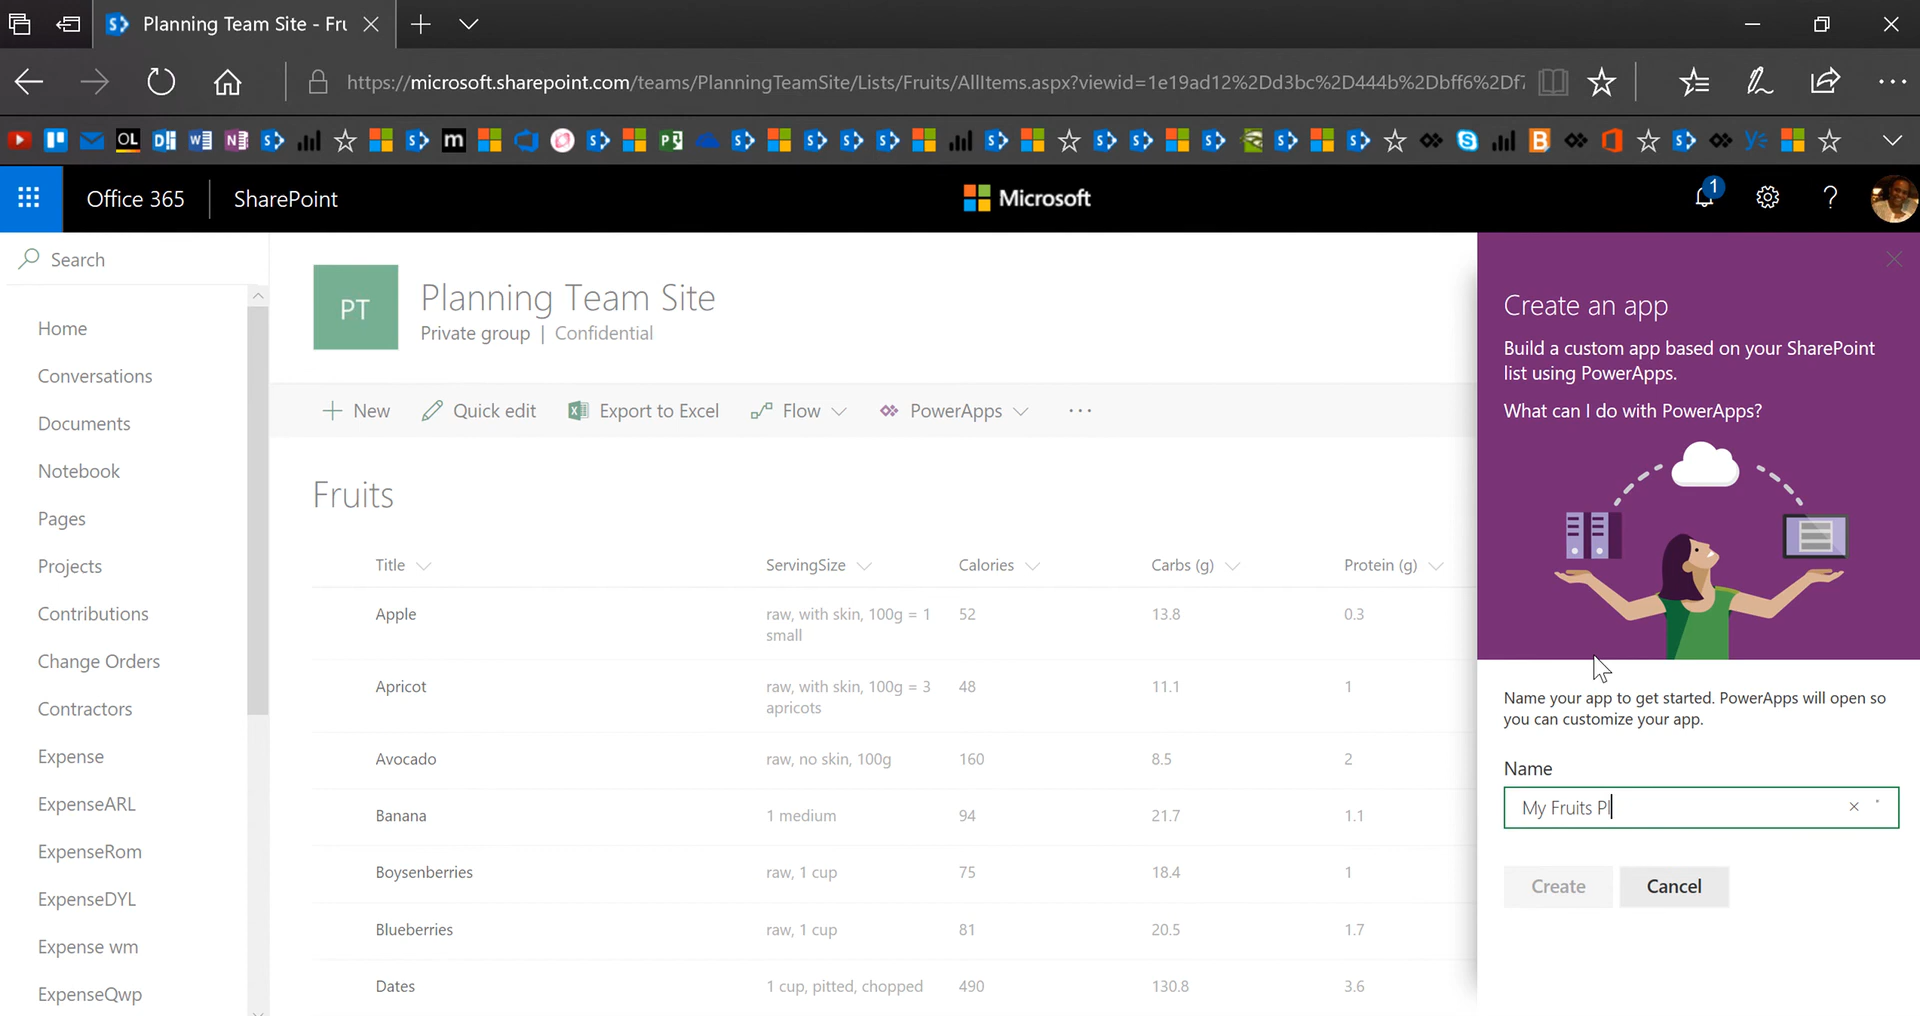 Planning Team Site - Fru
https://microsoft.sharepoint.com/teams/PlanningTeamSite/Lists/Fruits/AllItems.aspx?viewid=1e19ad12%2Dd3bc%2D444b%2Dbff6%2Df7
Office 365
SharePoint
Microsoft
1
?
Search
Home
Conversations
Documents
Notebook
Pages
Projects
Contributions
Change Orders
Contractors
Expense
ExpenseARL
ExpenseRom
ExpenseDYL
Expense wm
ExpenseQwp
PT
Planning Team Site
Private group | Confidential
New
Quick edit
Export to Excel
Flow
PowerApps
Fruits
Title ServingSize Calories Carbs (g) Protein (g)
Apple raw, with skin, 100g = 1 52 13.8 0.3
small
Apricot raw, with skin, 100g = 3 48 11.1 1
apricots
Avocado raw, no skin, 100g 160 8.5 2
Banana 1 medium 94 21.7 1.1
Boysenberries raw, 1 cup 75 18.4 1
Blueberries raw, 1 cup 81 20.5 1.7
Dates 1 cup, pitted, chopped 490 130.8 3.6
Create an app
Build a custom app based on your SharePoint
list using PowerApps.
What can I do with PowerApps?
Name your app to get started. PowerApps will open so
you can customize your app.
Name
My Fruits Pl
Create
Cancel